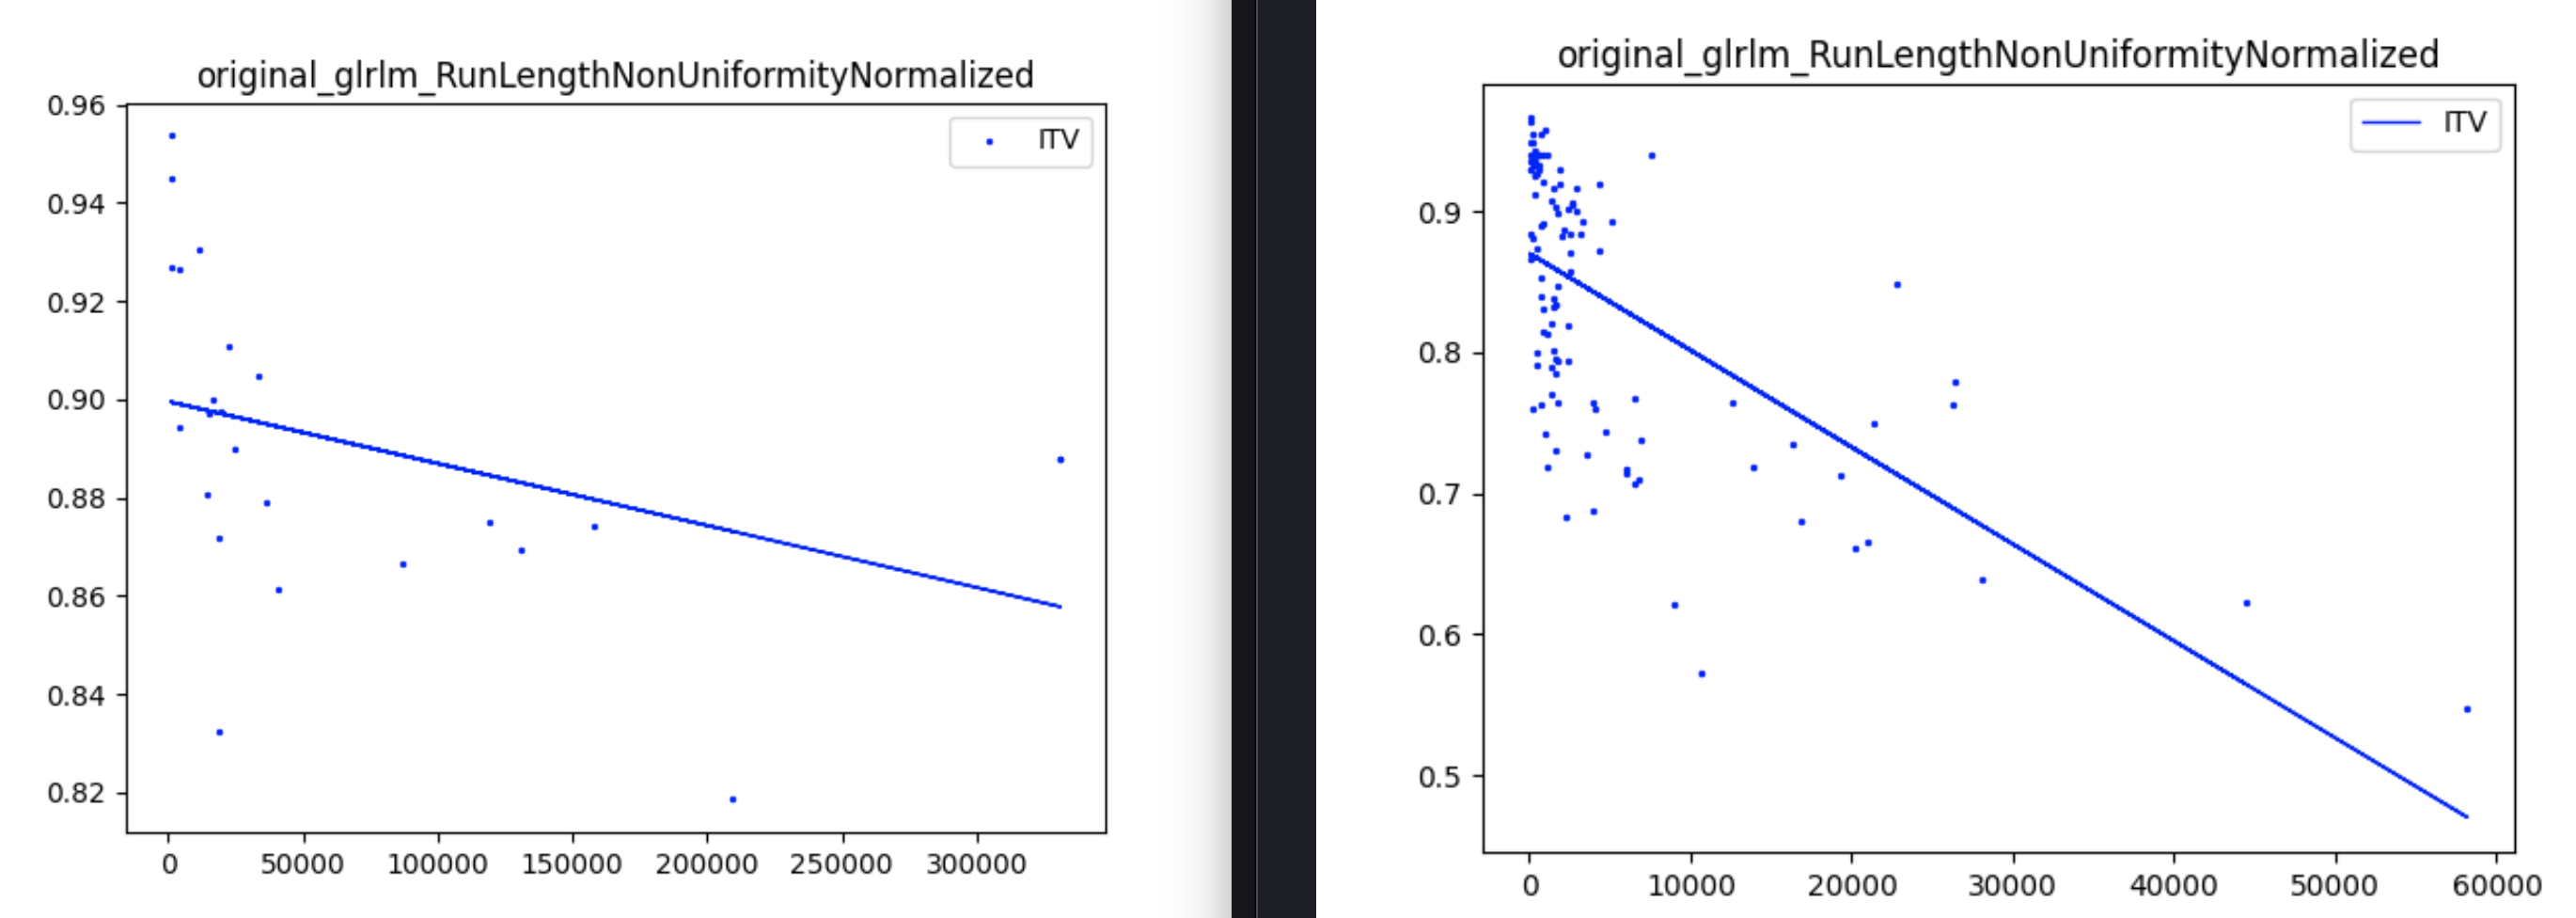 original_glrlm_RunLengthNonUniformityNormalized
ITV
0.96
0.94
0.92
0.90
0.88
0.86
0.84
0.82
0 50000 100000 150000 200000 250000 300000
original_glrlm_RunLengthNonUniformityNormalized
ITV
0.9
0.8
0.7
0.6
0.5
0 10000 20000 30000 40000 50000 60000